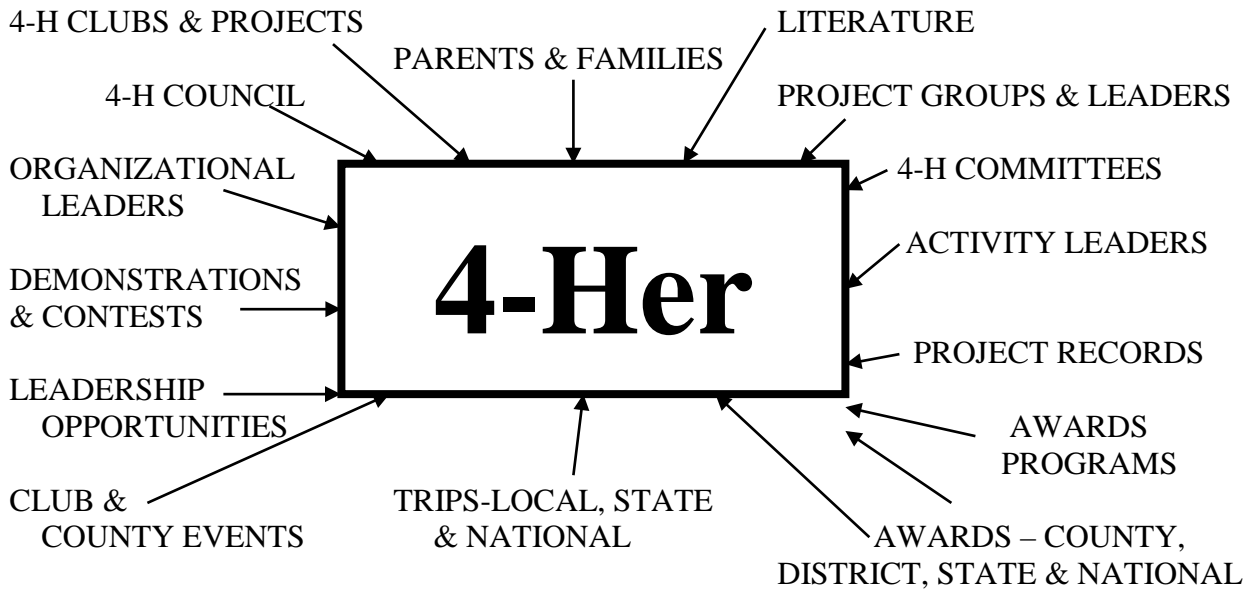 4-H CLUBS & PROJECTS
LITERATURE
PARENTS & FAMILIES
4-H COUNCIL
PROJECT GROUPS & LEADERS
ORGANIZATIONAL
LEADERS
4-H COMMITTEES
ACTIVITY LEADERS
DEMONSTRATIONS
& CONTESTS
4-Her
PROJECT RECORDS
LEADERSHIP
OPPORTUNITIES
AWARDS
PROGRAMS
CLUB &
COUNTY EVENTS
TRIPS-LOCAL, STATE
& NATIONAL
AWARDS – COUNTY,
DISTRICT, STATE & NATIONAL